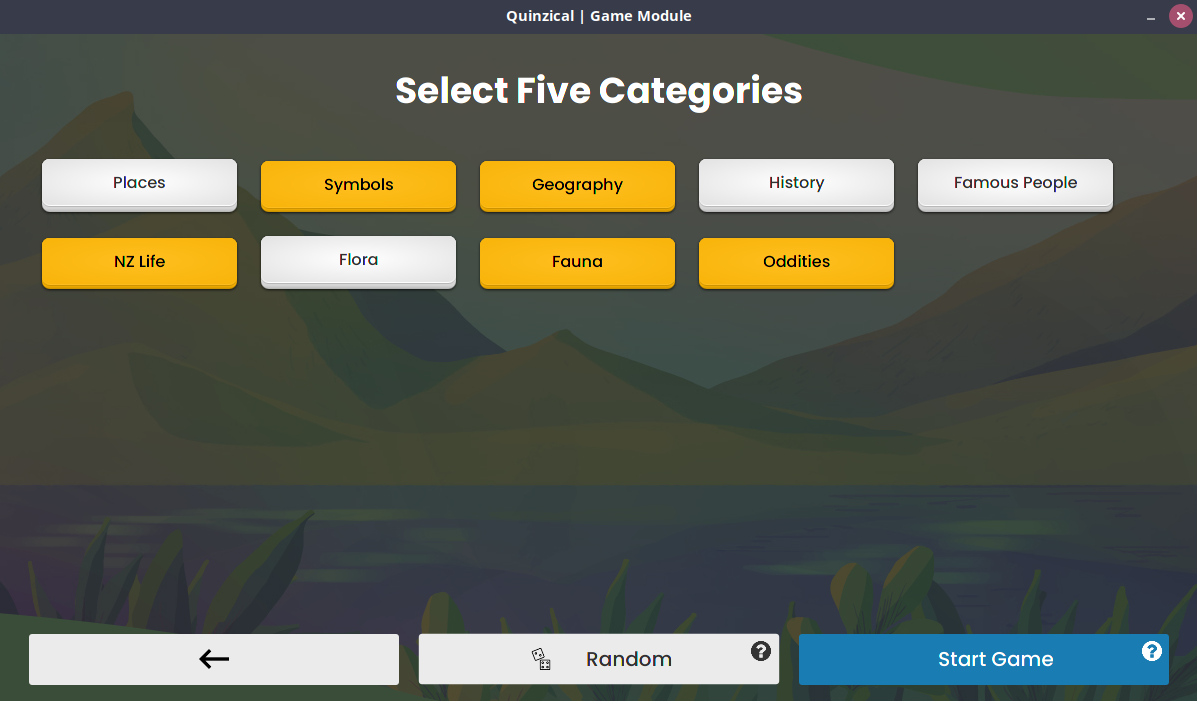 Quinzical | Game Module
Select Five Categories
Places
Symbols
Geography
History
Famous People
NZ Life
Flora
Fauna
Oddities
Random
?
Start Game
?